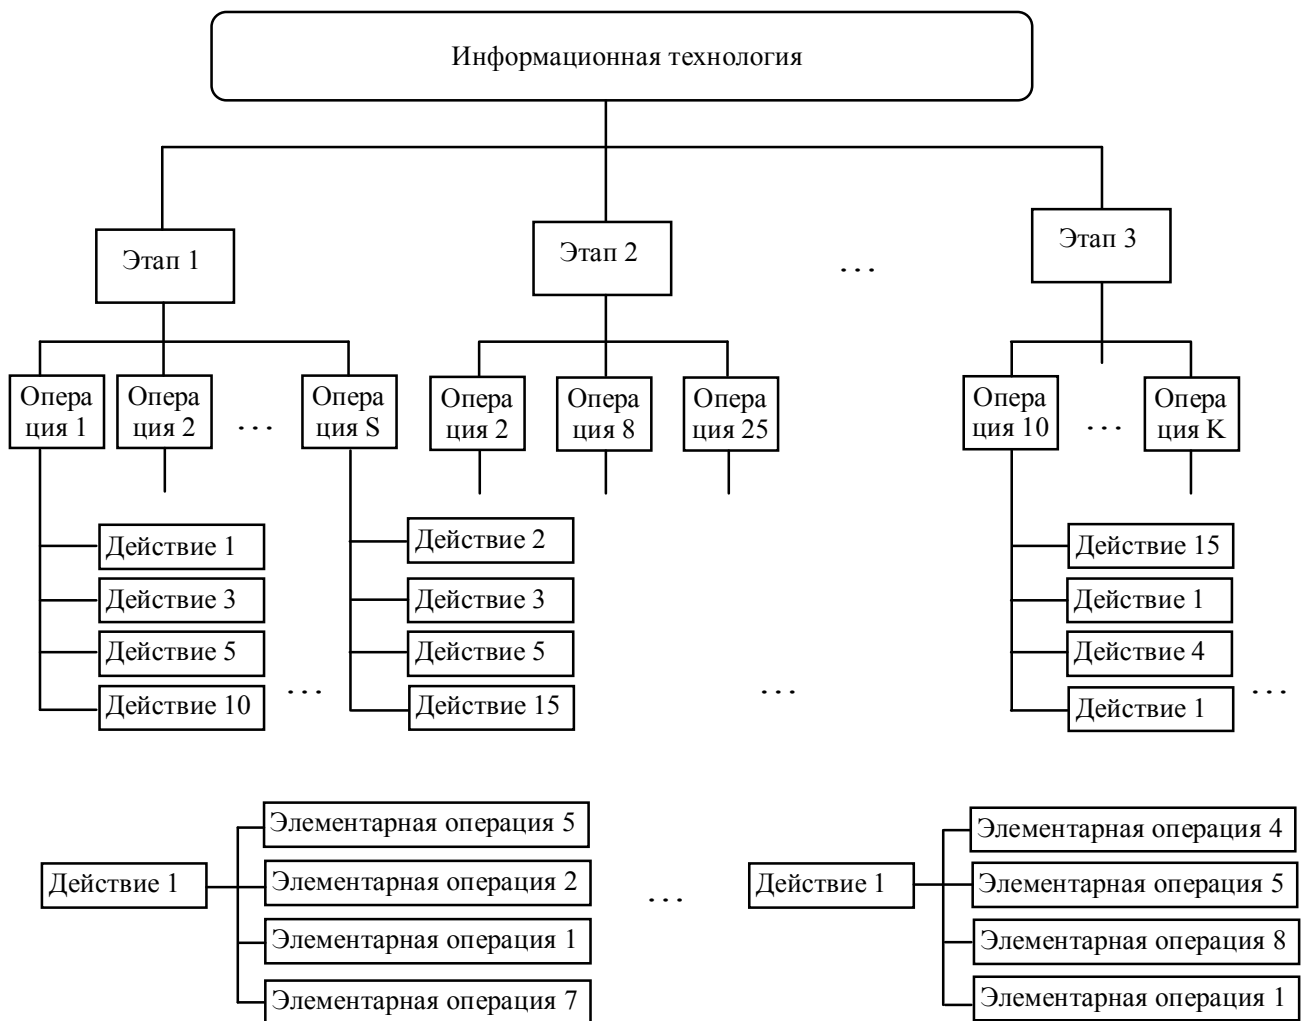 Информационная технология
Этап 1
Этап 2
...
Этап 3
Опера
ция 1
Опера
ция 2
...
Опера
ция S
Опера
ция 2
Опера
ция 8
Опера
ция 25
Опера
ция 10
...
Опера
ция K
Действие 1
Действие 3
Действие 5
Действие 10
...
Действие 2
Действие 3
Действие 5
Действие 15
...
Действие 15
Действие 1
Действие 4
Действие 1
...
Действие 1
Элементарная операция 5
Элементарная операция 2
Элементарная операция 1
Элементарная операция 7
...
Действие 1
Элементарная операция 4
Элементарная операция 5
Элементарная операция 8
Элементарная операция 1